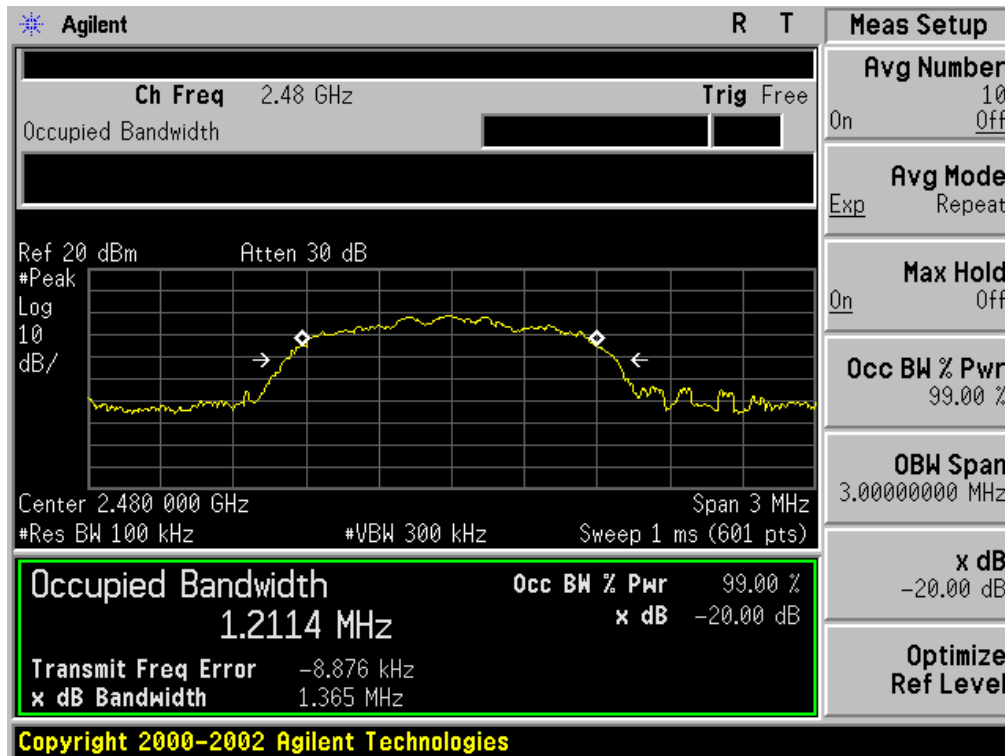 Agilent R T
Ch Freq 2.48 GHz Trig Free
Occupied Bandwidth
Ref 20 dBm Atten 30 dB
#Peak
Log
10
dB/
Center 2.480 000 GHz Span 3 MHz
#Res BW 100 kHz #VBW 300 kHz Sweep 1 ms (601 pts)
Occupied Bandwidth Occ BW % Pwr 99.00 %
1.2114 MHz x dB -20.00 dB
Transmit Freq Error -8.876 kHz
x dB Bandwidth 1.365 MHz
Copyright 2000-2002 Agilent Technologies
Meas Setup
Avg Number
10
On Off
Avg Mode
Exp Repeat
Max Hold
On Off
Occ BW % Pwr
99.00 %
OBW Span
3.00000000 MHz
x dB
-20.00 dB
Optimize
Ref Level